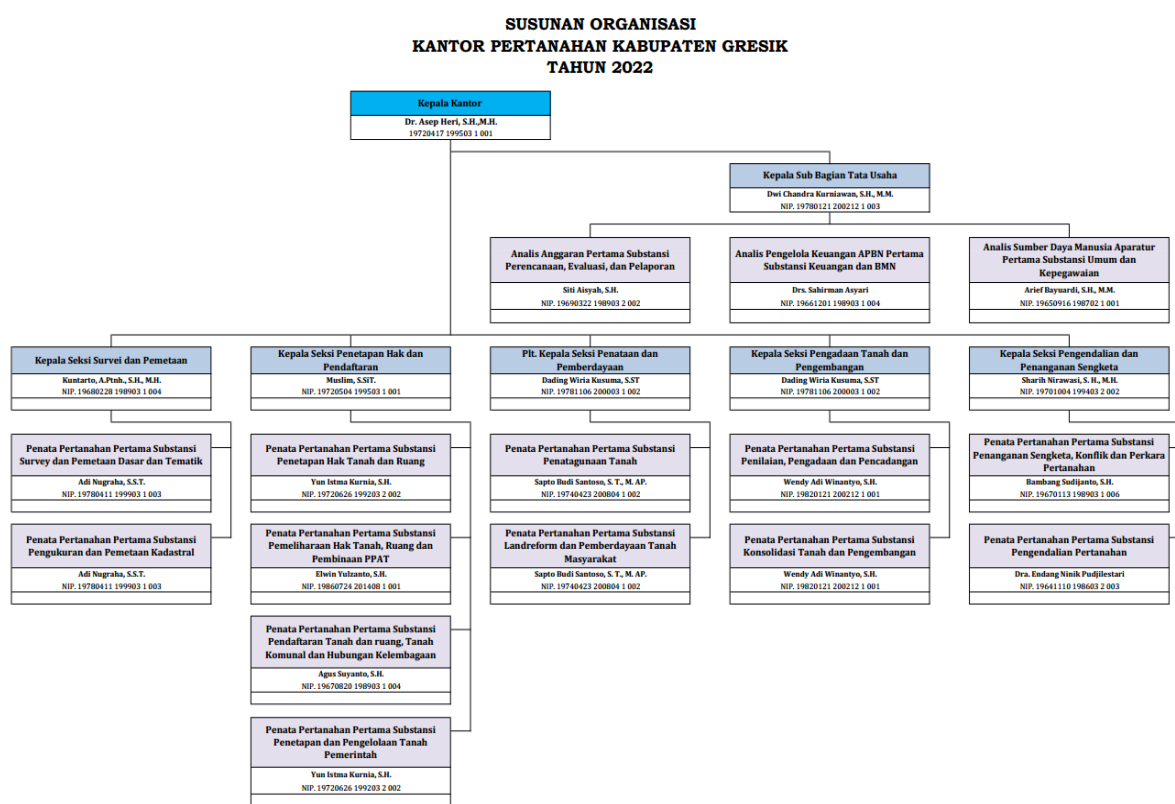 SUSUNAN ORGANISASI
KANTOR PERTANAHAN KABUPATEN GRESIK
TAHUN 2022
Kepala Kantor
Dr. Asep Heri, S.H.,M.H.
19720417 199503 1 001
Kepala Sub Bagian Tata Usaha
Dwi Chandra Kurniawan, S.H., M.M.
NIP. 19780121 200212 1 003
Analis Anggaran Pertama Substansi
Perencanaan, Evaluasi, dan Pelaporan
Siti Aisyah, S.H.
NIP. 19690322 198903 2 002
Analis Pengelola Keuangan APBN Pertama
Substansi Keuangan dan BMN
Drs. Sahirman Asyari
NIP. 19661201 198903 1 004
Analis Sumber Daya Manusia Aparatur
Pertama Substansi Umum dan
Kepegawaian
Arief Bayuardi, S.H., M.M.
NIP. 19650916 198702 1 001
Kepala Seksi Survei dan Pemetaan
Kuntarto, A.Ptnh., S.H., M.H.
NIP. 19680228 198903 1 004
Kepala Seksi Penetapan Hak dan
Pendaftaran
Muslim, S.SiT.
NIP. 19720504 199503 1 001
Plt. Kepala Seksi Penataan dan
Pemberdayaan
Dading Wiria Kusuma, S.ST
NIP. 19781106 200003 1 002
Kepala Seksi Pengadaan Tanah dan
Pengembangan
Dading Wiria Kusuma, S.ST
NIP. 19781106 200003 1 002
Kepala Seksi Pengendalian dan
Penanganan Sengketa
Sharih Nirawasi, S. H., M.H.
NIP. 19701004 199403 2 002
Penata Pertanahan Pertama Substansi
Survey dan Pemetaan Dasar dan Tematik
Adi Nugraha, S.S.T.
NIP. 19780411 199903 1 003
Penata Pertanahan Pertama Substansi
Penetapan Hak Tanah dan Ruang
Yun Istma Kurnia, S.H.
NIP. 19720626 199203 2 002
Penata Pertanahan Pertama Substansi
Penatagunaan Tanah
Sapto Budi Santoso, S. T., M. AP.
NIP. 19740423 200804 1 002
Penata Pertanahan Pertama Substansi
Penilaian, Pengadaan dan Pencadangan
Wendy Adi Winantyo, S.H.
NIP. 19820121 200212 1 001
Penata Pertanahan Pertama Substansi
Penanganan Sengketa, Konflik dan Perkara
Pertanahan
Bambang Sudijanto, S.H.
NIP. 19670113 198903 1 006
Penata Pertanahan Pertama Substansi
Pengukuran dan Pemetaan Kadastral
Adi Nugraha, S.S.T.
NIP. 19780411 199903 1 003
Penata Pertanahan Pertama Substansi
Pemeliharaan Hak Tanah, Ruang dan
Pembinaan PPAT
Elwin Yulzanto, S.H.
NIP. 19860724 201408 1 001
Penata Pertanahan Pertama Substansi
Landreform dan Pemberdayaan Tanah
Masyarakat
Sapto Budi Santoso, S. T., M. AP.
NIP. 19740423 200804 1 002
Penata Pertanahan Pertama Substansi
Konsolidasi Tanah dan Pengembangan
Wendy Adi Winantyo, S.H.
NIP. 19820121 200212 1 001
Penata Pertanahan Pertama Substansi
Pengendalian Pertanahan
Dra. Endang Ninik Pudjilestari
NIP. 19641110 198603 2 003
Penata Pertanahan Pertama Substansi
Pendaftaran Tanah dan ruang, Tanah
Komunal dan Hubungan Kelembagaan
Agus Suyanto, S.H.
NIP. 19670820 198903 1 004
Penata Pertanahan Pertama Substansi
Penetapan dan Pengelolaan Tanah
Pemerintah
Yun Istma Kurnia, S.H.
NIP. 19720626 199203 2 002